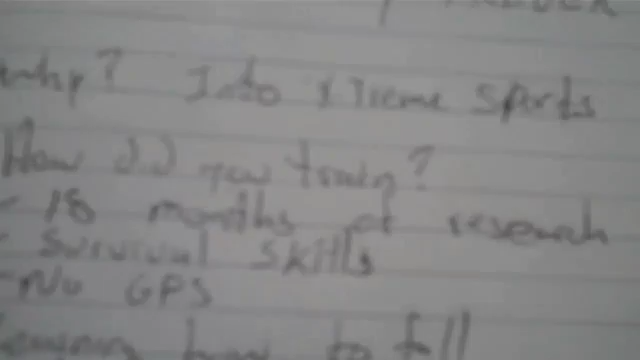 why? Into xTreme sports
How did you train?
- 18 months of research
- Survival skills
- No GPS
how to fall